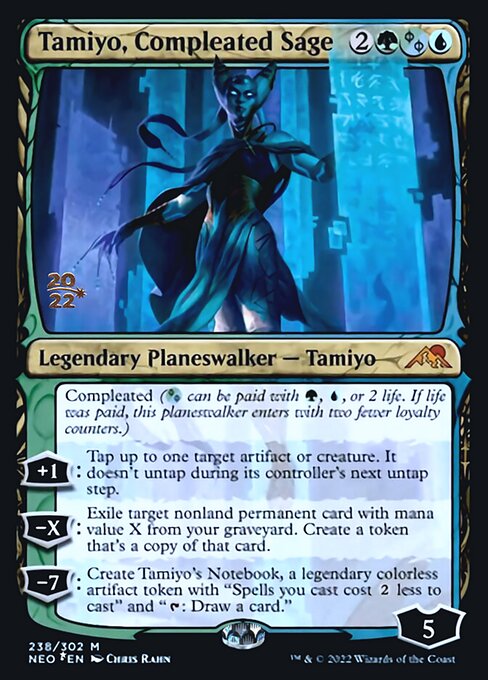 Tamiyo, Compleated Sage 2
20
22
Legendary Planeswalker — Tamiyo
Compleated ( can be paid with , , or 2 life. If life
was paid, this planeswalker enters with two fewer loyalty
counters.)
+1 : Tap up to one target artifact or creature. It
doesn't untap during its controller's next untap
step.
−X : Exile target nonland permanent card with mana
value X from your graveyard. Create a token
that's a copy of that card.
−7 : Create Tamiyo's Notebook, a legendary colorless
artifact token with "Spells you cast cost 2 less to
cast" and " : Draw a card."
5
238/302 M
NEO ★ EN Chris Rahn
™ & © 2022 Wizards of the Coast